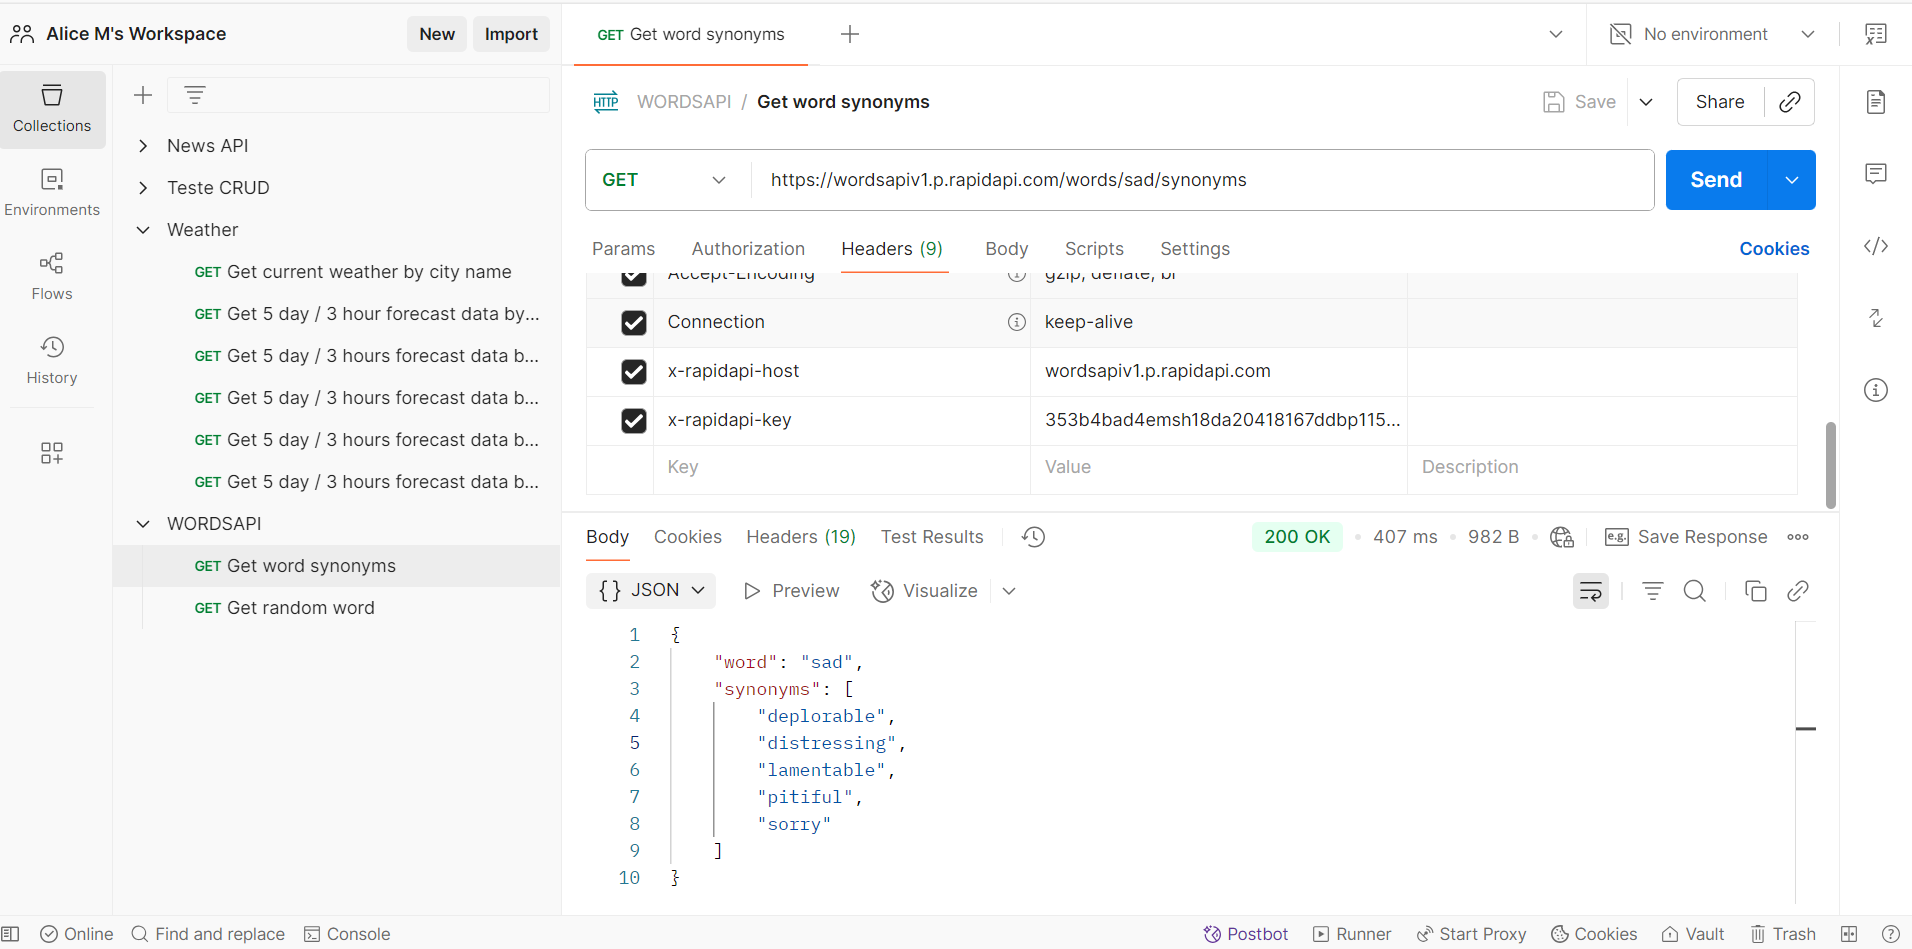 Alice M's Workspace
New
Import
GET Get word synonyms
No environment
Collections
Environments
Flows
History
News API
Teste CRUD
Weather
GET Get current weather by city name
GET Get 5 day / 3 hour forecast data by...
GET Get 5 day / 3 hours forecast data b...
GET Get 5 day / 3 hours forecast data b...
GET Get 5 day / 3 hours forecast data b...
GET Get 5 day / 3 hours forecast data b...
WORDSAPI
GET Get word synonyms
GET Get random word
HTTP WORDSAPI / Get word synonyms
Save
Share
GET https://wordsapiv1.p.rapidapi.com/words/sad/synonyms
Send
Params Authorization Headers (9) Body Scripts Settings Cookies
Accept-Encoding gzip, deflate, br
Connection keep-alive
x-rapidapi-host wordsapiv1.p.rapidapi.com
x-rapidapi-key 353b4bad4emsh18da20418167ddbp115...
Key Value Description
Body Cookies Headers (19) Test Results 200 OK 407 ms 982 B e.g. Save Response
{} JSON Preview Visualize
1 {
2 "word": "sad",
3 "synonyms": [
4 "deplorable",
5 "distressing",
6 "lamentable",
7 "pitiful",
8 "sorry"
9 ]
10 }
Online Find and replace Console Postbot Runner Start Proxy Cookies Vault Trash